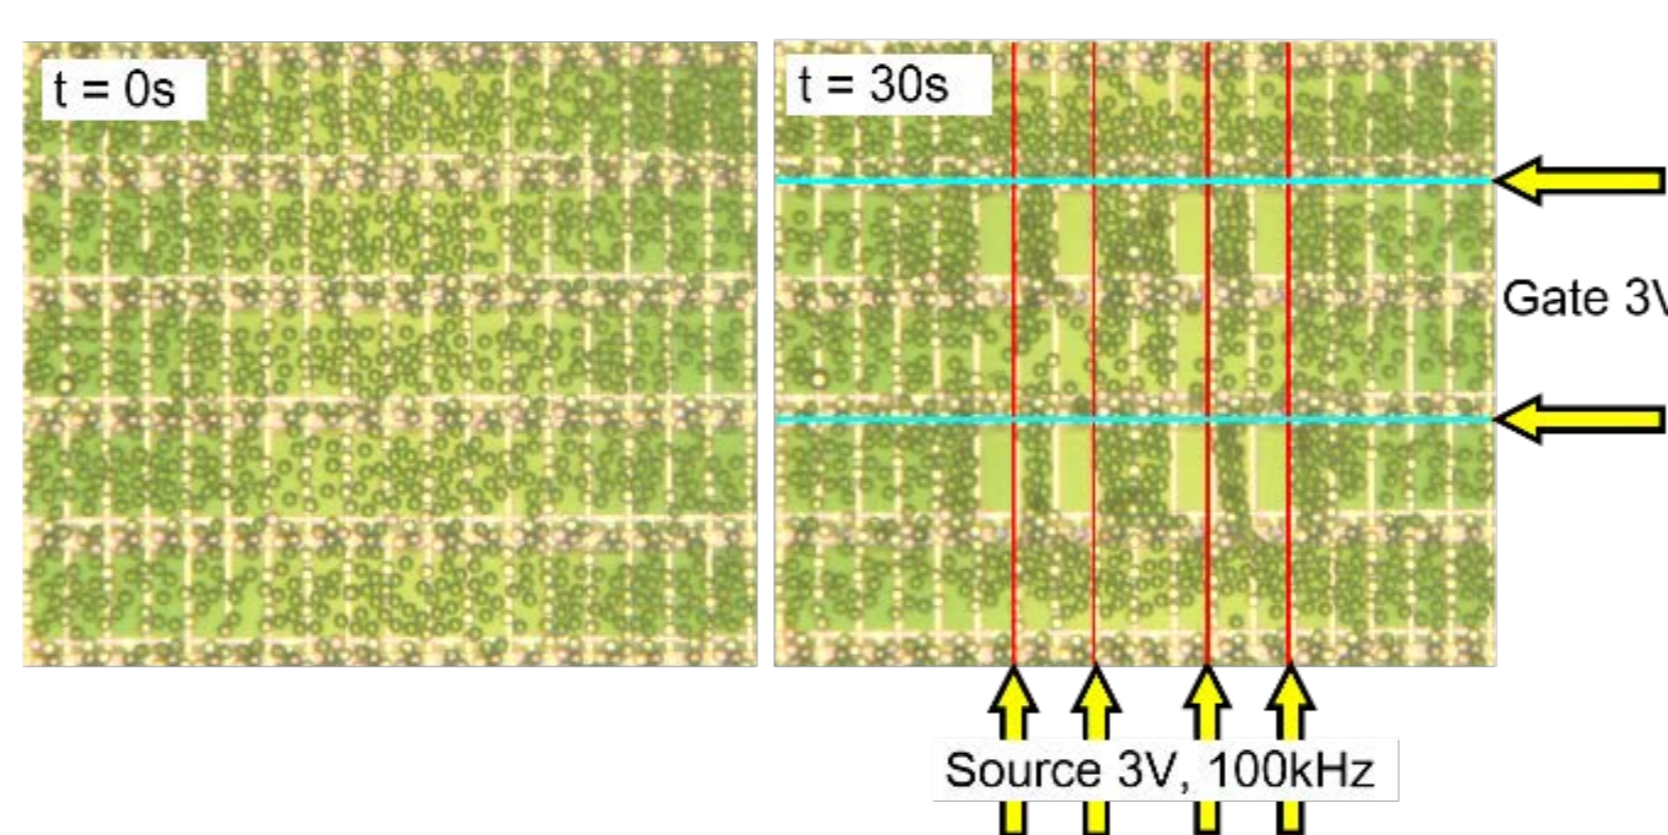 t = 0s
t = 30s
Gate 3V
Source 3V, 100kHz